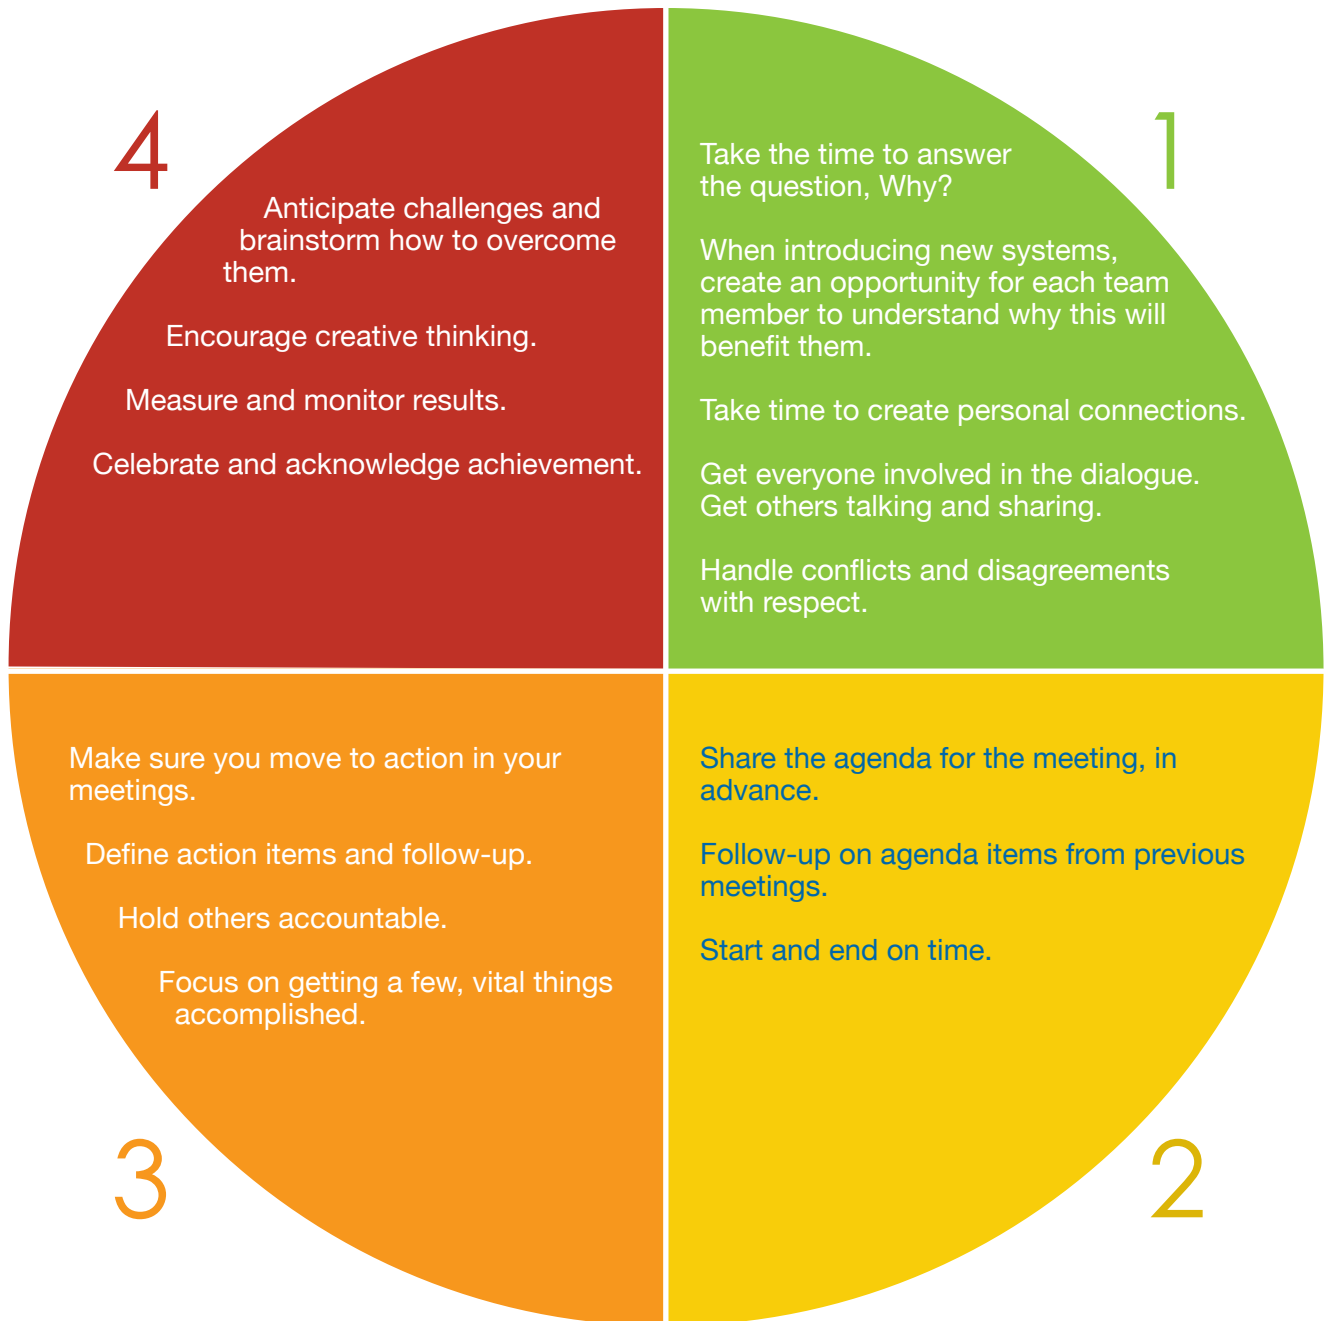 1
Take the time to answer
the question, Why?
When introducing new systems,
create an opportunity for each team
member to understand why this will
benefit them.
Take time to create personal connections.
Get everyone involved in the dialogue.
Get others talking and sharing.
Handle conflicts and disagreements
with respect.
2
Share the agenda for the meeting, in
advance.
Follow-up on agenda items from previous
meetings.
Start and end on time.
3
Make sure you move to action in your
meetings.
Define action items and follow-up.
Hold others accountable.
Focus on getting a few, vital things
accomplished.
4
Anticipate challenges and
brainstorm how to overcome
them.
Encourage creative thinking.
Measure and monitor results.
Celebrate and acknowledge achievement.